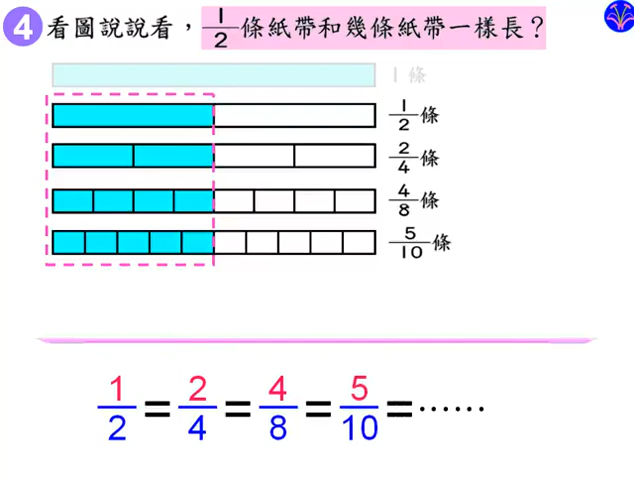 4 看圖說說看，1/2條紙帶和幾條紙帶一樣長？
1條
1/2條
2/4條
4/8條
5/10條
1/2 = 2/4 = 4/8 = 5/10 = ……